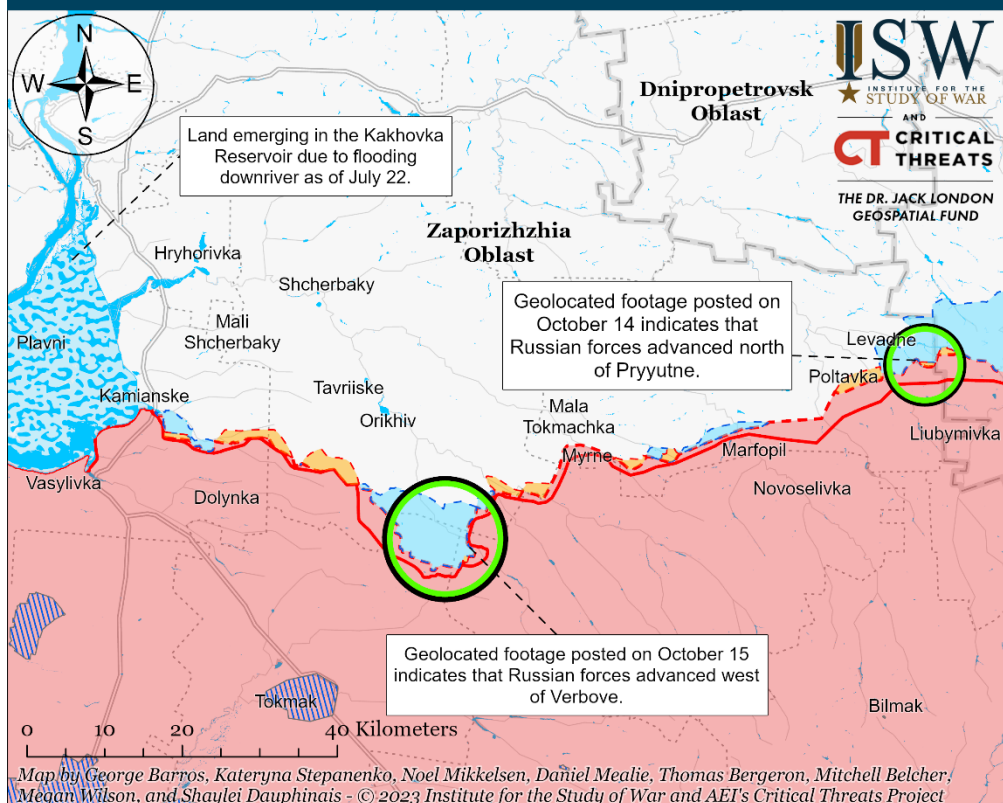 N
W E
S
ISW
INSTITUTE FOR THE
STUDY OF WAR
AND
CT CRITICAL
THREATS
THE DR. JACK LONDON
GEOSPATIAL FUND
Dnipropetrovsk
Oblast
Land emerging in the Kakhovka
Reservoir due to flooding
downriver as of July 22.
Zaporizhzhia
Oblast
Hryhorivka
Shcherbaky
Geolocated footage posted on
October 14 indicates that
Russian forces advanced north
of Pryyutne.
Mali
Shcherbaky
Plavni
Levadne
Poltavka
Tavriiske
Kamianske
Orikhiv
Mala
Tokmachka
Liubymivka
Myrne
Marfopil
Vasylivka
Dolynka
Novoselivka
Geolocated footage posted on October 15
indicates that Russian forces advanced west
of Verbove.
Tokmak
Bilmak
0 10 20 40 Kilometers
Map by George Barros, Kateryna Stepanenko, Noel Mikkelsen, Daniel Mealie, Thomas Bergeron, Mitchell Belcher,
Megan Wilson, and Shaylei Dauphinais - © 2023 Institute for the Study of War and AEI's Critical Threats Project